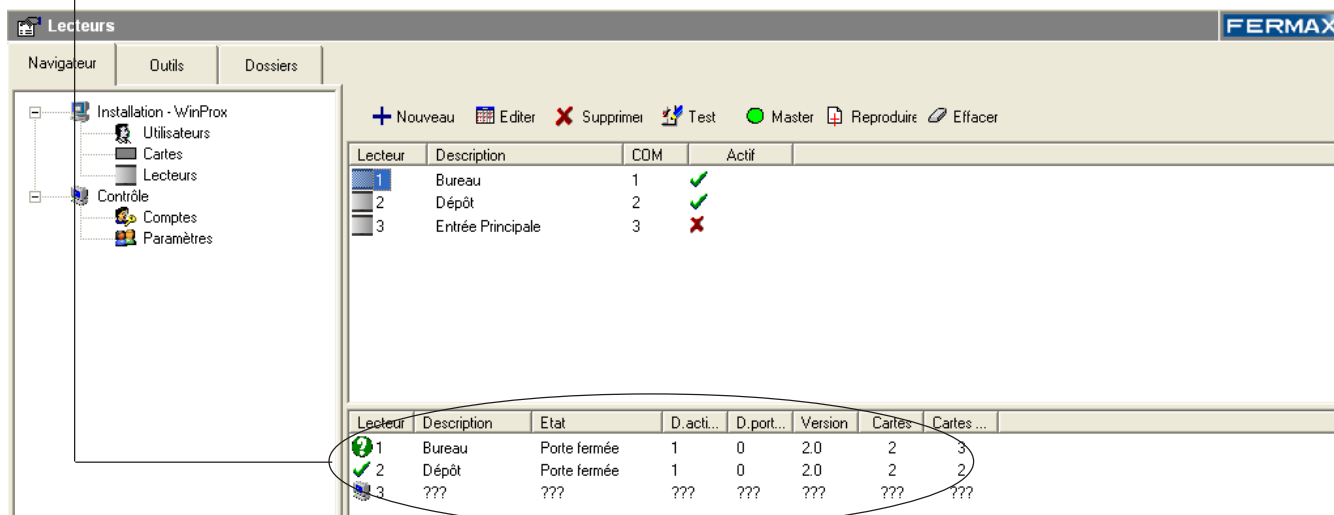 Lecteurs
FERMAX
Navigateur Outils Dossiers
Installation - WinProx
Utilisateurs
Cartes
Lecteurs
Contrôle
Comptes
Paramètres
Nouveau Editer Supprimer Test Master Reproduire Effacer
Lecteur Description COM Actif
1 Bureau 1
2 Dépôt 2
3 Entrée Principale 3
Lecteur Description Etat D.acti... D.port... Version Cartes Cartes ...
1 Bureau Porte fermée 1 0 2.0 2 3
2 Dépôt Porte fermée 1 0 2.0 2 2
3 ??? ??? ??? ??? ??? ??? ???